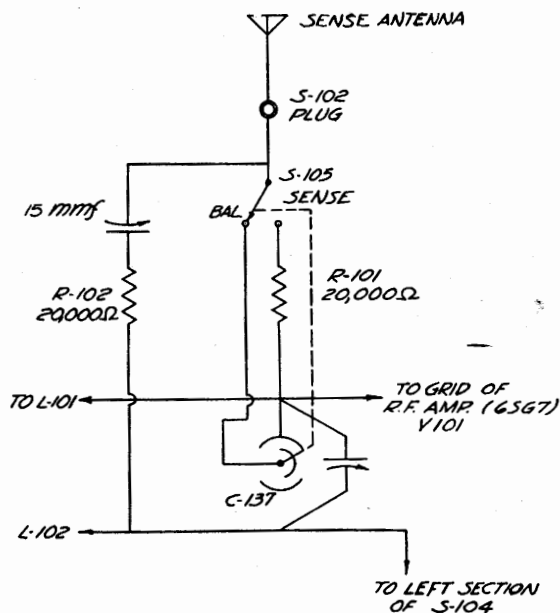 SENSE ANTENNA
S-102
PLUG
S-105
SENSE
BAL
15 mmf
R-102
20,000Ω
R-101
20,000Ω
TO L-101
TO GRID OF
R.F. AMP. (6SG7)
V101
C-137
L-102
TO LEFT SECTION
OF S-104